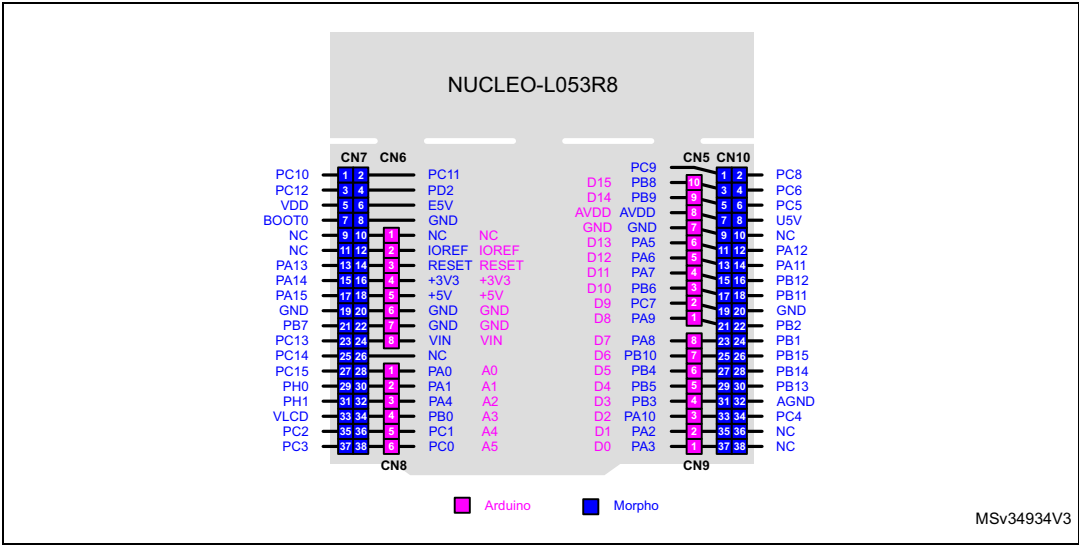 NUCLEO-L053R8
CN7 CN6 CN5 CN10
PC9
PC10 1 2 PC11 1 2 PC8
D15 PB8 10
PC12 3 4 PD2 3 4 PC6
D14 PB9 9
VDD 5 6 E5V 5 6 PC5
AVDD AVDD 8
BOOT0 7 8 GND 7 8 U5V
GND GND 7
NC 9 10 1 NC NC 9 10 NC
D13 PA5 6
NC 11 12 2 IOREF IOREF 11 12 PA12
D12 PA6 5
PA13 13 14 3 RESET RESET 13 14 PA11
D11 PA7 4
PA14 15 16 4 +3V3 +3V3 15 16 PB12
D10 PB6 3
PA15 17 18 5 +5V +5V 17 18 PB11
D9 PC7 2
GND 19 20 6 GND GND 19 20 GND
D8 PA9 1
PB7 21 22 7 GND GND 21 22 PB2
PC13 23 24 8 VIN VIN D7 PA8 8 23 24 PB1
PC14 25 26 NC D6 PB10 7 25 26 PB15
PC15 27 28 1 PA0 A0 D5 PB4 6 27 28 PB14
PH0 29 30 2 PA1 A1 D4 PB5 5 29 30 PB13
PH1 31 32 3 PA4 A2 D3 PB3 4 31 32 AGND
VLCD 33 34 4 PB0 A3 D2 PA10 3 33 34 PC4
PC2 35 36 5 PC1 A4 D1 PA2 2 35 36 NC
PC3 37 38 6 PC0 A5 D0 PA3 1 37 38 NC
CN8 CN9
Arduino Morpho
MSv34934V3